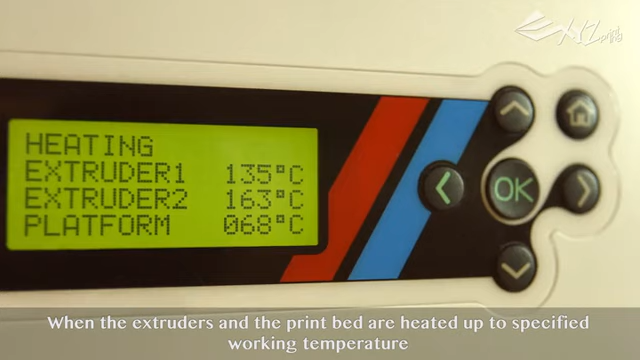 XYZprinting
HEATING
EXTRUDER1 135°C
EXTRUDER2 163°C
PLATFORM 068°C
OK
When the extruders and the print bed are heated up to specified
working temperature